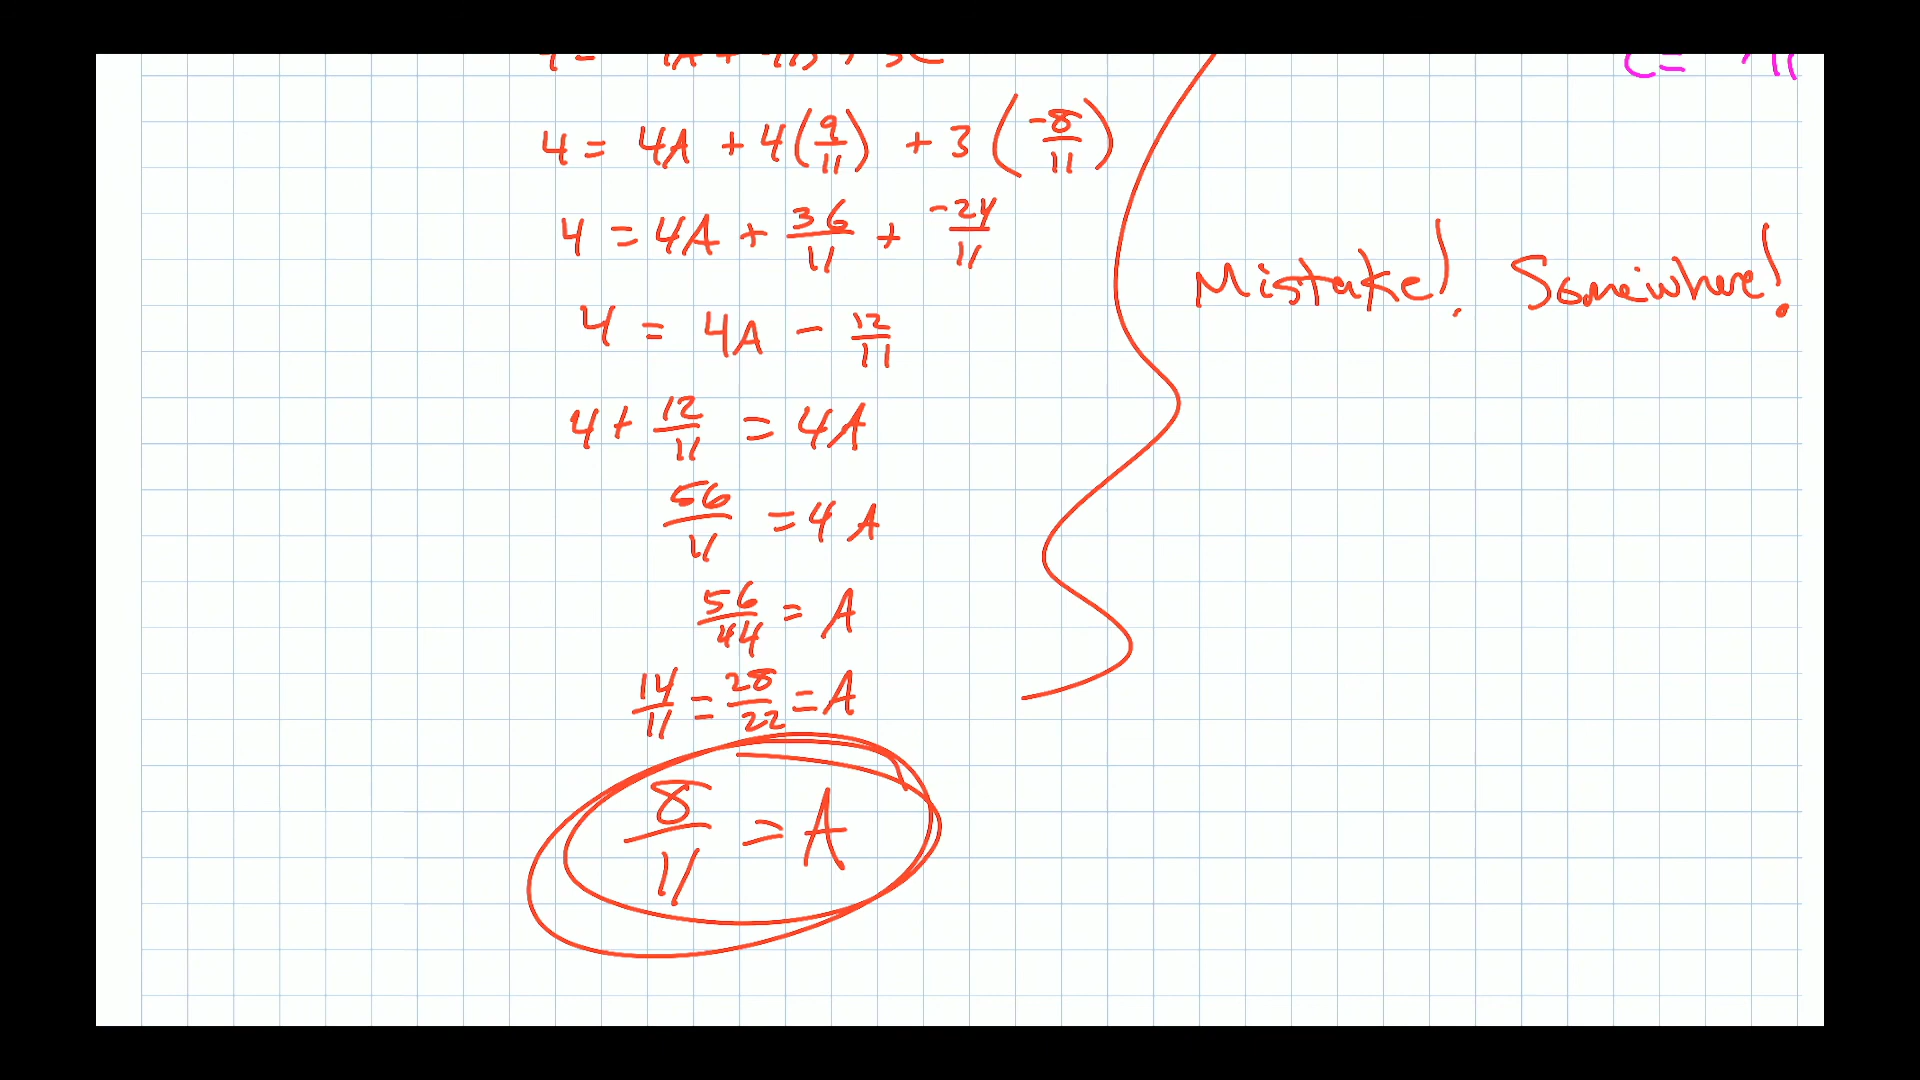 4 = 4A + 4(9/11) + 3(-8/11)
4 = 4A + 36/11 + -24/11
Mistake! Somewhere!
4 = 4A - 12/11
4 + 12/11 = 4A
56/11 = 4A
56/44 = A
14/11 = 28/22 = A
8/11 = A